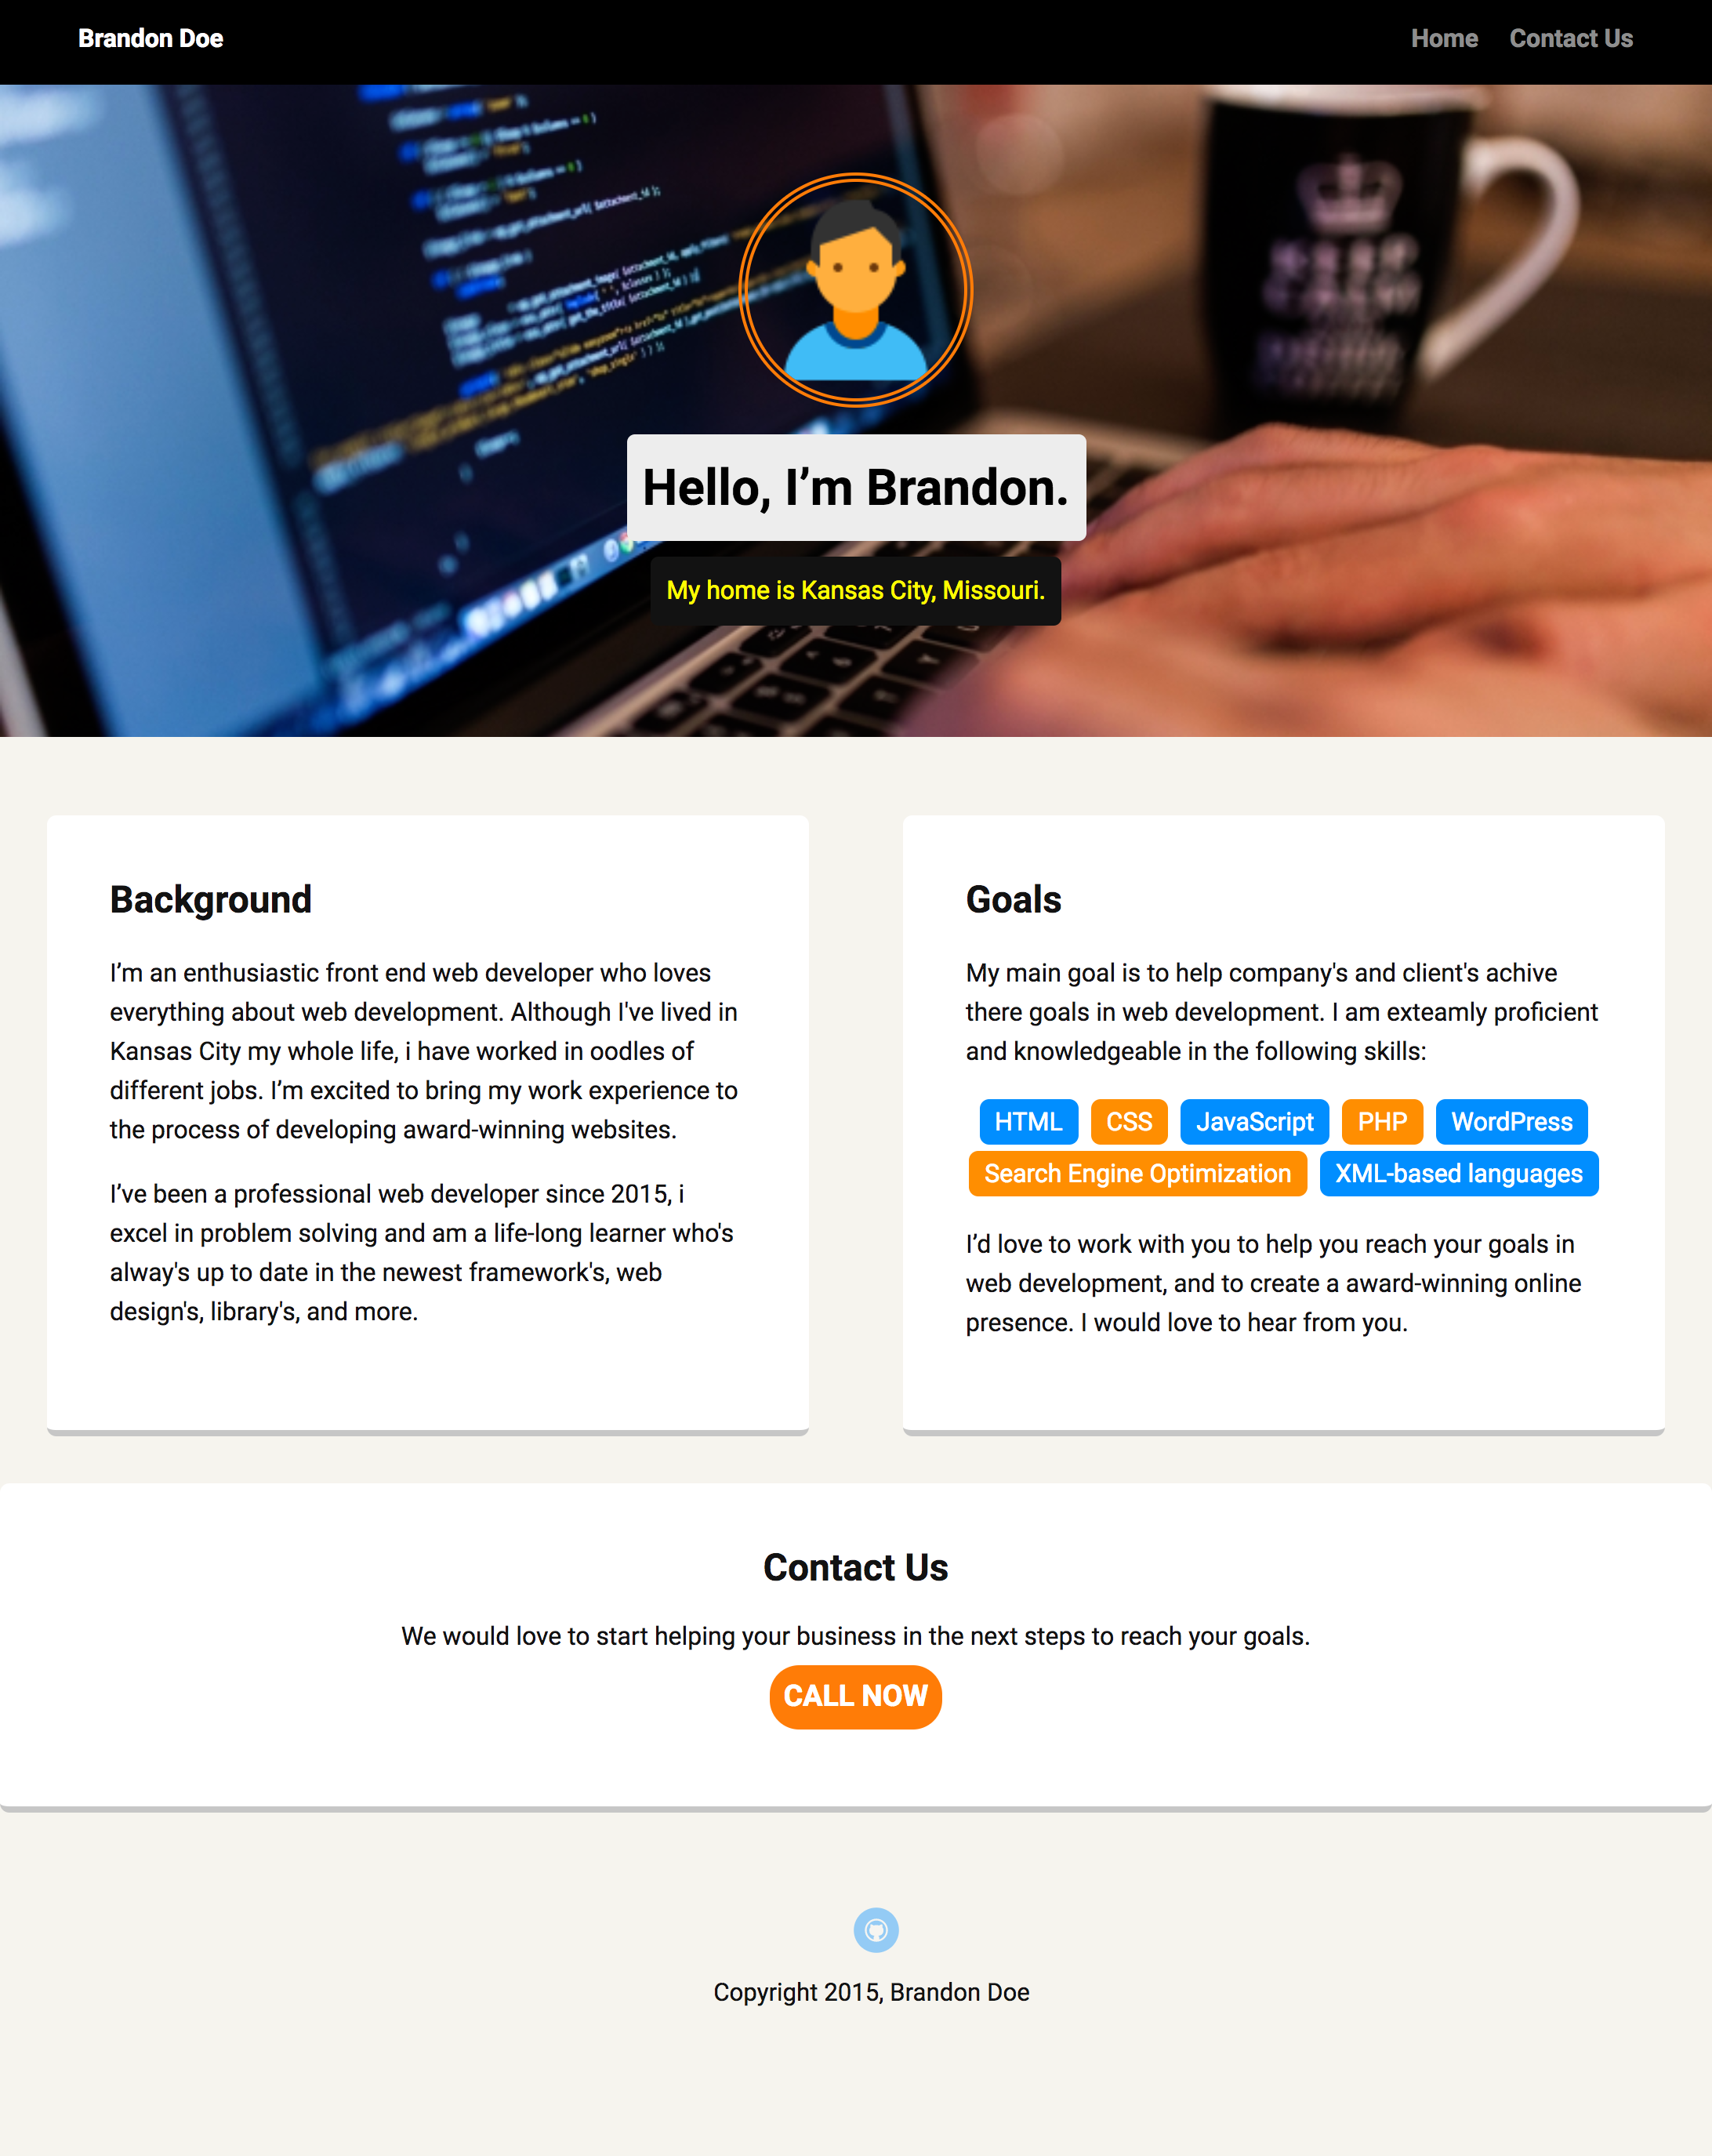 Brandon Doe
Home Contact Us
Hello, I’m Brandon.
My home is Kansas City, Missouri.
Background
I’m an enthusiastic front end web developer who loves
everything about web development. Although I've lived in
Kansas City my whole life, i have worked in oodles of
different jobs. I’m excited to bring my work experience to
the process of developing award-winning websites.
I’ve been a professional web developer since 2015, i
excel in problem solving and am a life-long learner who's
alway's up to date in the newest framework's, web
design's, library's, and more.
Goals
My main goal is to help company's and client's achive
there goals in web development. I am exteamly proficient
and knowledgeable in the following skills:
HTML CSS JavaScript PHP WordPress
Search Engine Optimization XML-based languages
I’d love to work with you to help you reach your goals in
web development, and to create a award-winning online
presence. I would love to hear from you.
Contact Us
We would love to start helping your business in the next steps to reach your goals.
CALL NOW
Copyright 2015, Brandon Doe